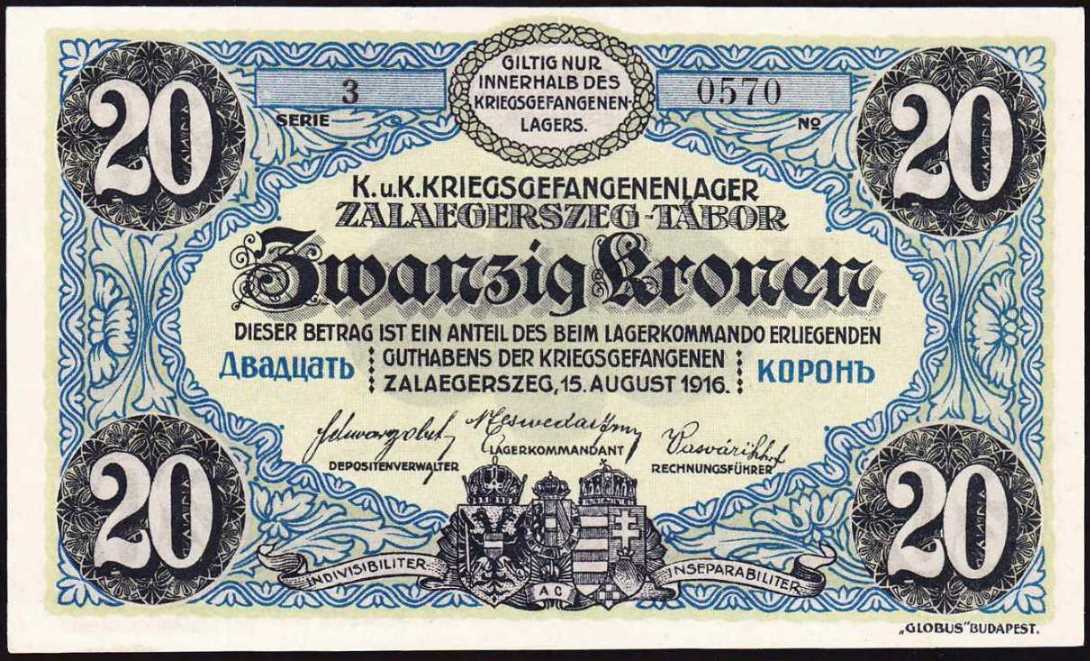 20
GILTIG NUR
INNERHALB DES
KRIEGSGEFANGENEN-
LAGERS.
20
3
SERIE
0570
№
K.u.K.KRIEGSGEFANGENENLAGER
ZALAEGERSZEG-TÁBOR
Zwanzig Kronen
DIESER BETRAG IST EIN ANTEIL DES BEIM LAGERKOMMANDO ERLIEGENDEN
GUTHABENS DER KRIEGSGEFANGENEN
ZALAEGERSZEG, 15. AUGUST 1916.
Двадцать
КОРОНЪ
DEPOSITENVERWALTER
LAGERKOMMANDANT
RECHNUNGSFÜHRER
20
INDIVISIBILITER
AC
INSEPARABILITER
20
„GLOBUS" BUDAPEST.